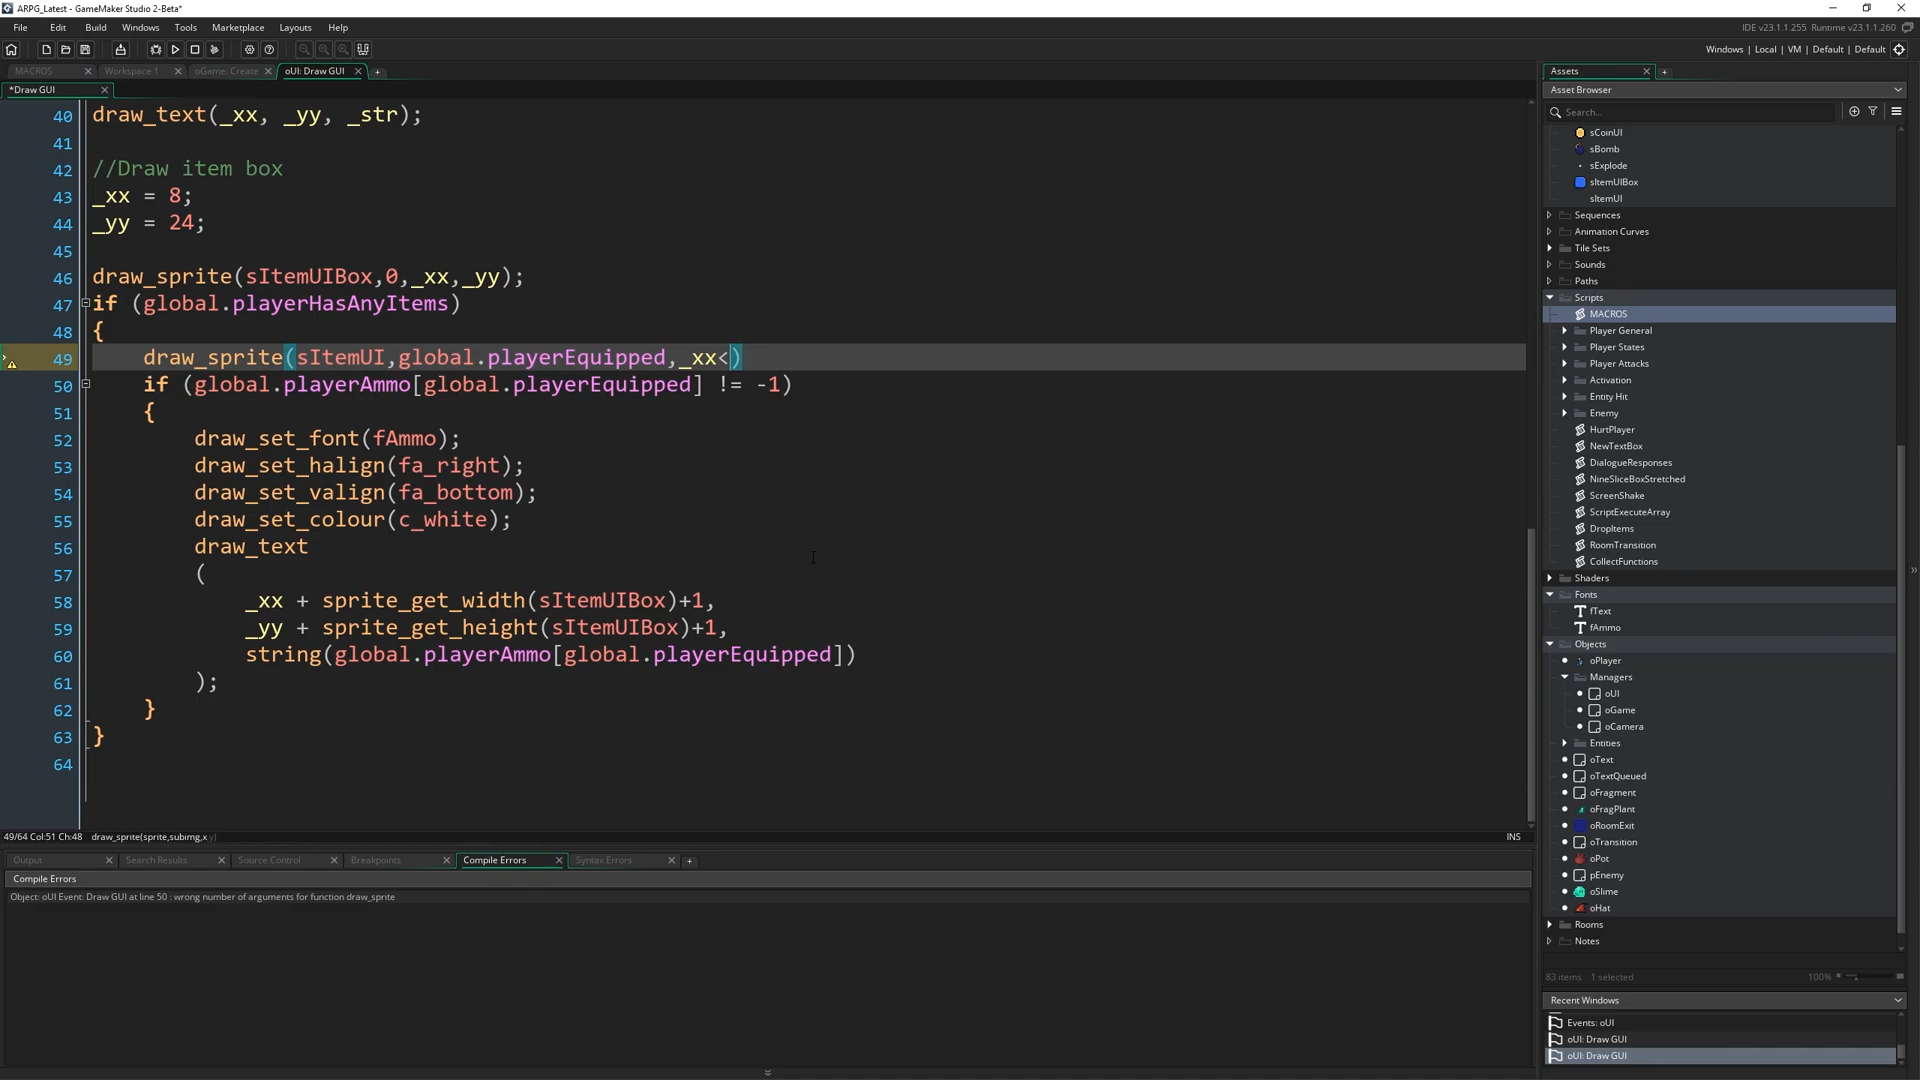 ARPG_Latest - GameMaker Studio 2-Beta*
File Edit Build Windows Tools Marketplace Layouts Help
IDE v23.1.1.255 Runtime v23.1.1.260
Windows | Local | VM | Default | Default
MACROS Workspace 1 oGame: Create oUI: Draw GUI
*Draw GUI
40 draw_text(_xx, _yy, _str);
41
42 //Draw item box
43 _xx = 8;
44 _yy = 24;
45
46 draw_sprite(sItemUIBox,0,_xx,_yy);
47 if (global.playerHasAnyItems)
48 {
49 draw_sprite(sItemUI,global.playerEquipped,_xx<)
50 if (global.playerAmmo[global.playerEquipped] != -1)
51 {
52 draw_set_font(fAmmo);
53 draw_set_halign(fa_right);
54 draw_set_valign(fa_bottom);
55 draw_set_colour(c_white);
56 draw_text
57 (
58 _xx + sprite_get_width(sItemUIBox)+1,
59 _yy + sprite_get_height(sItemUIBox)+1,
60 string(global.playerAmmo[global.playerEquipped])
61 );
62 }
63 }
64
49/64 Col:51 Ch:48 draw_sprite(sprite,subimg,x,y) INS
Output Search Results Source Control Breakpoints Compile Errors Syntax Errors
Compile Errors
Object: oUI Event: Draw GUI at line 50 : wrong number of arguments for function draw_sprite
Assets
Asset Browser
Search...
sCoinUI
sBomb
sExplode
sItemUIBox
sItemUI
Sequences
Animation Curves
Tile Sets
Sounds
Paths
Scripts
MACROS
Player General
Player States
Player Attacks
Activation
Entity Hit
Enemy
HurtPlayer
NewTextBox
DialogueResponses
NineSliceBoxStretched
ScreenShake
ScriptExecuteArray
DropItems
RoomTransition
CollectFunctions
Shaders
Fonts
fText
fAmmo
Objects
oPlayer
Managers
oUI
oGame
oCamera
Entities
oText
oTextQueued
oFragment
oFragPlant
oRoomExit
oTransition
oPot
pEnemy
oSlime
oHat
Rooms
Notes
83 items 1 selected 100%
Recent Windows
Events: oUI
oUI: Draw GUI
oUI: Draw GUI